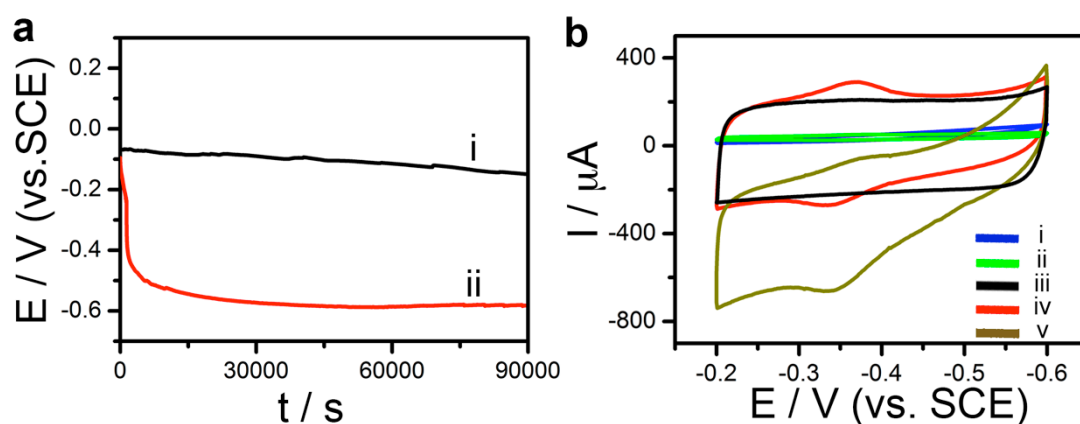 a
E / V (vs.SCE)
0.2
0.0
-0.2
-0.4
-0.6
i
ii
0 30000 60000 90000
t / s
b
I / μA
400
0
-400
-800
i
ii
iii
iv
v
-0.2 -0.3 -0.4 -0.5 -0.6
E / V (vs. SCE)